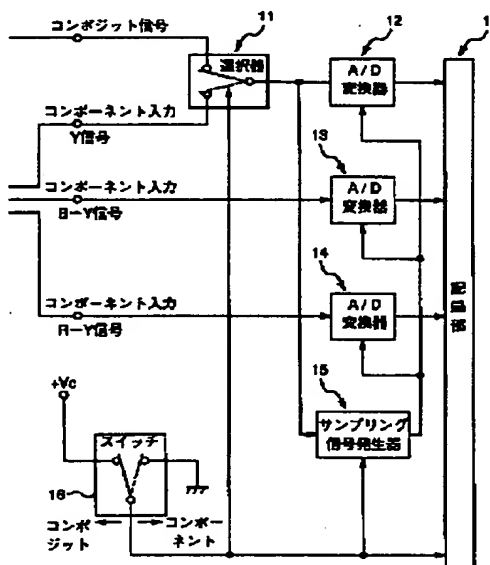 コンポジット信号
11
選択器
12
A/D
変換器
1
コンポーネント入力
Y信号
13
A/D
変換器
コンポーネント入力
B-Y信号
14
A/D
変換器
コンポーネント入力
R-Y信号
15
サンプリング
信号発生器
+Vc
スイッチ
16
コンポ
ジット
コンポ
ーネント